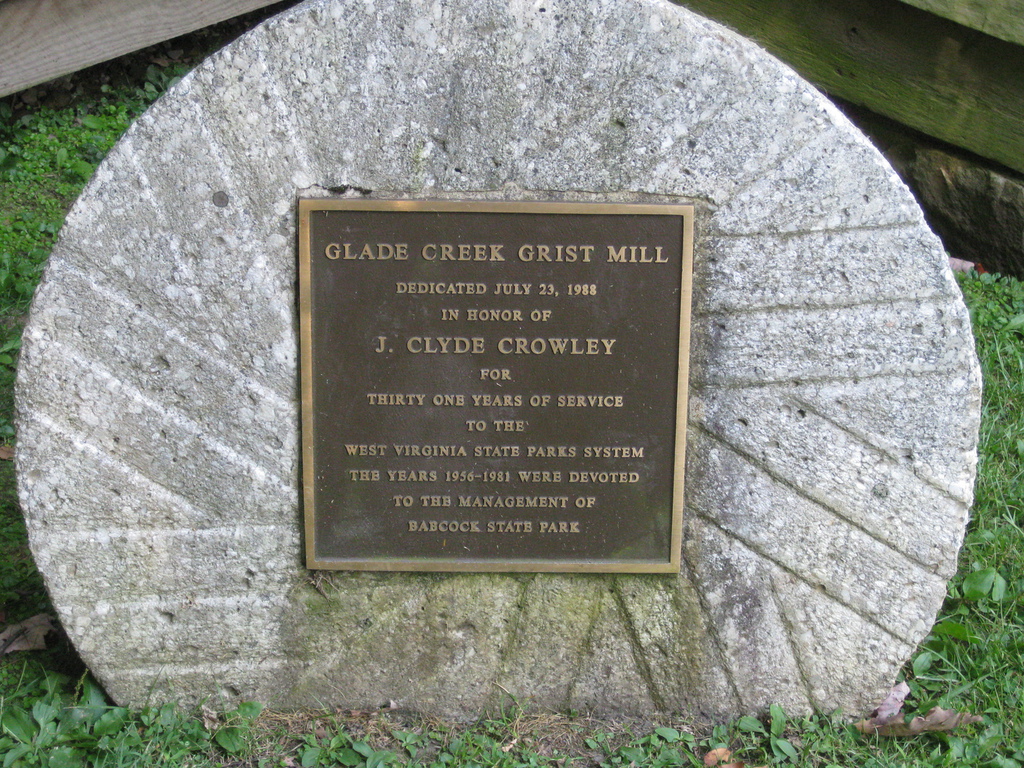 GLADE CREEK GRIST MILL
DEDICATED JULY 23, 1988
IN HONOR OF
J. CLYDE CROWLEY
FOR
THIRTY ONE YEARS OF SERVICE
TO THE
WEST VIRGINIA STATE PARKS SYSTEM
THE YEARS 1956-1981 WERE DEVOTED
TO THE MANAGEMENT OF
BABCOCK STATE PARK